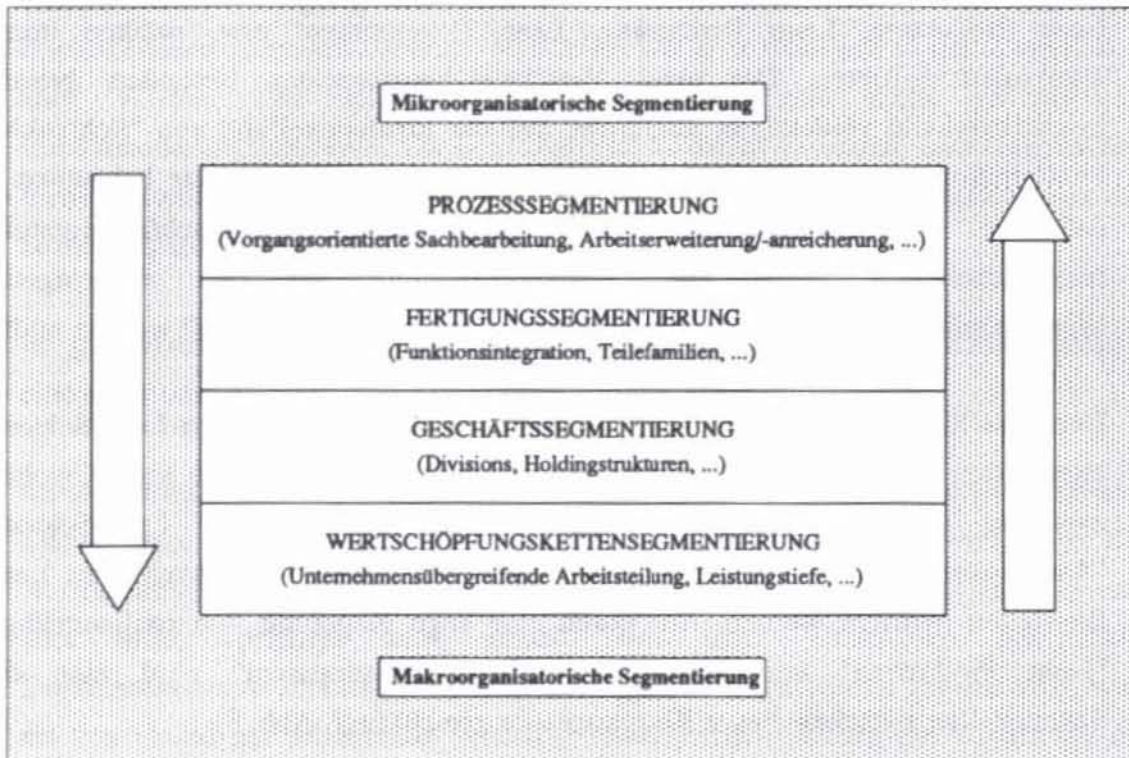 Mikroorganisatorische Segmentierung
PROZESSSEGMENTIERUNG
(Vorgangsorientierte Sachbearbeitung, Arbeitserweiterung/-anreicherung, ...)
FERTIGUNGSSEGMENTIERUNG
(Funktionsintegration, Teilefamilien, ...)
GESCHÄFTSSEGMENTIERUNG
(Divisions, Holdingstrukturen, ...)
WERTSCHÖPFUNGSKETTENSEGMENTIERUNG
(Unternehmensübergreifende Arbeitsteilung, Leistungstiefe, ...)
Makroorganisatorische Segmentierung